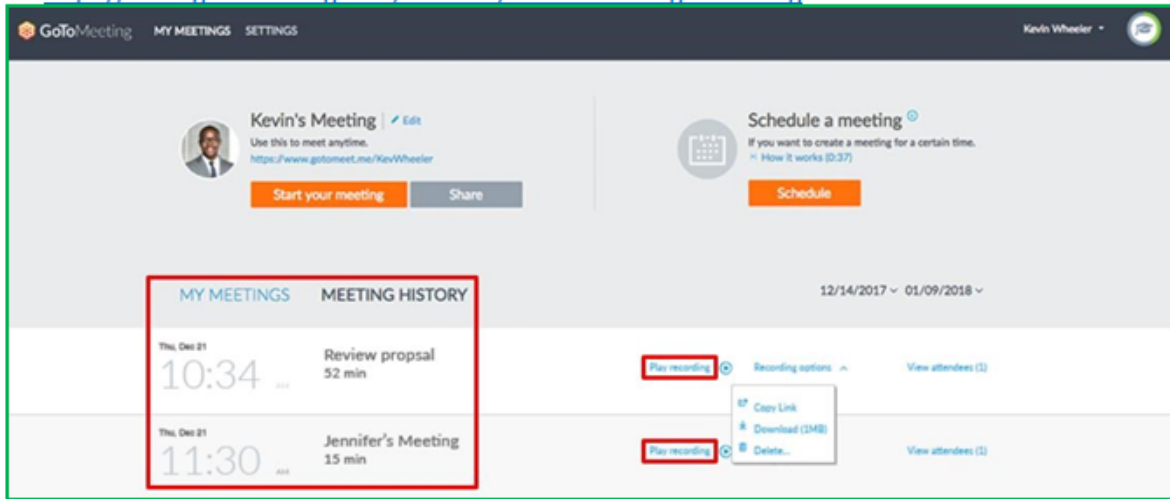 GoToMeeting MY MEETINGS SETTINGS Kevin Wheeler
Kevin's Meeting Edit
Use this to meet anytime.
https://www.gotomeet.me/KevWheeler
Start your meeting Share
Schedule a meeting
If you want to create a meeting for a certain time.
How it works (0:37)
Schedule
MY MEETINGS MEETING HISTORY 12/14/2017 01/09/2018
Thu, Dec 21
10:34 AM
Review propsal
52 min
Play recording Recording options View attendees (1)
Copy Link
Download (1MB)
Delete...
Thu, Dec 21
11:30 AM
Jennifer's Meeting
15 min
Play recording View attendees (1)